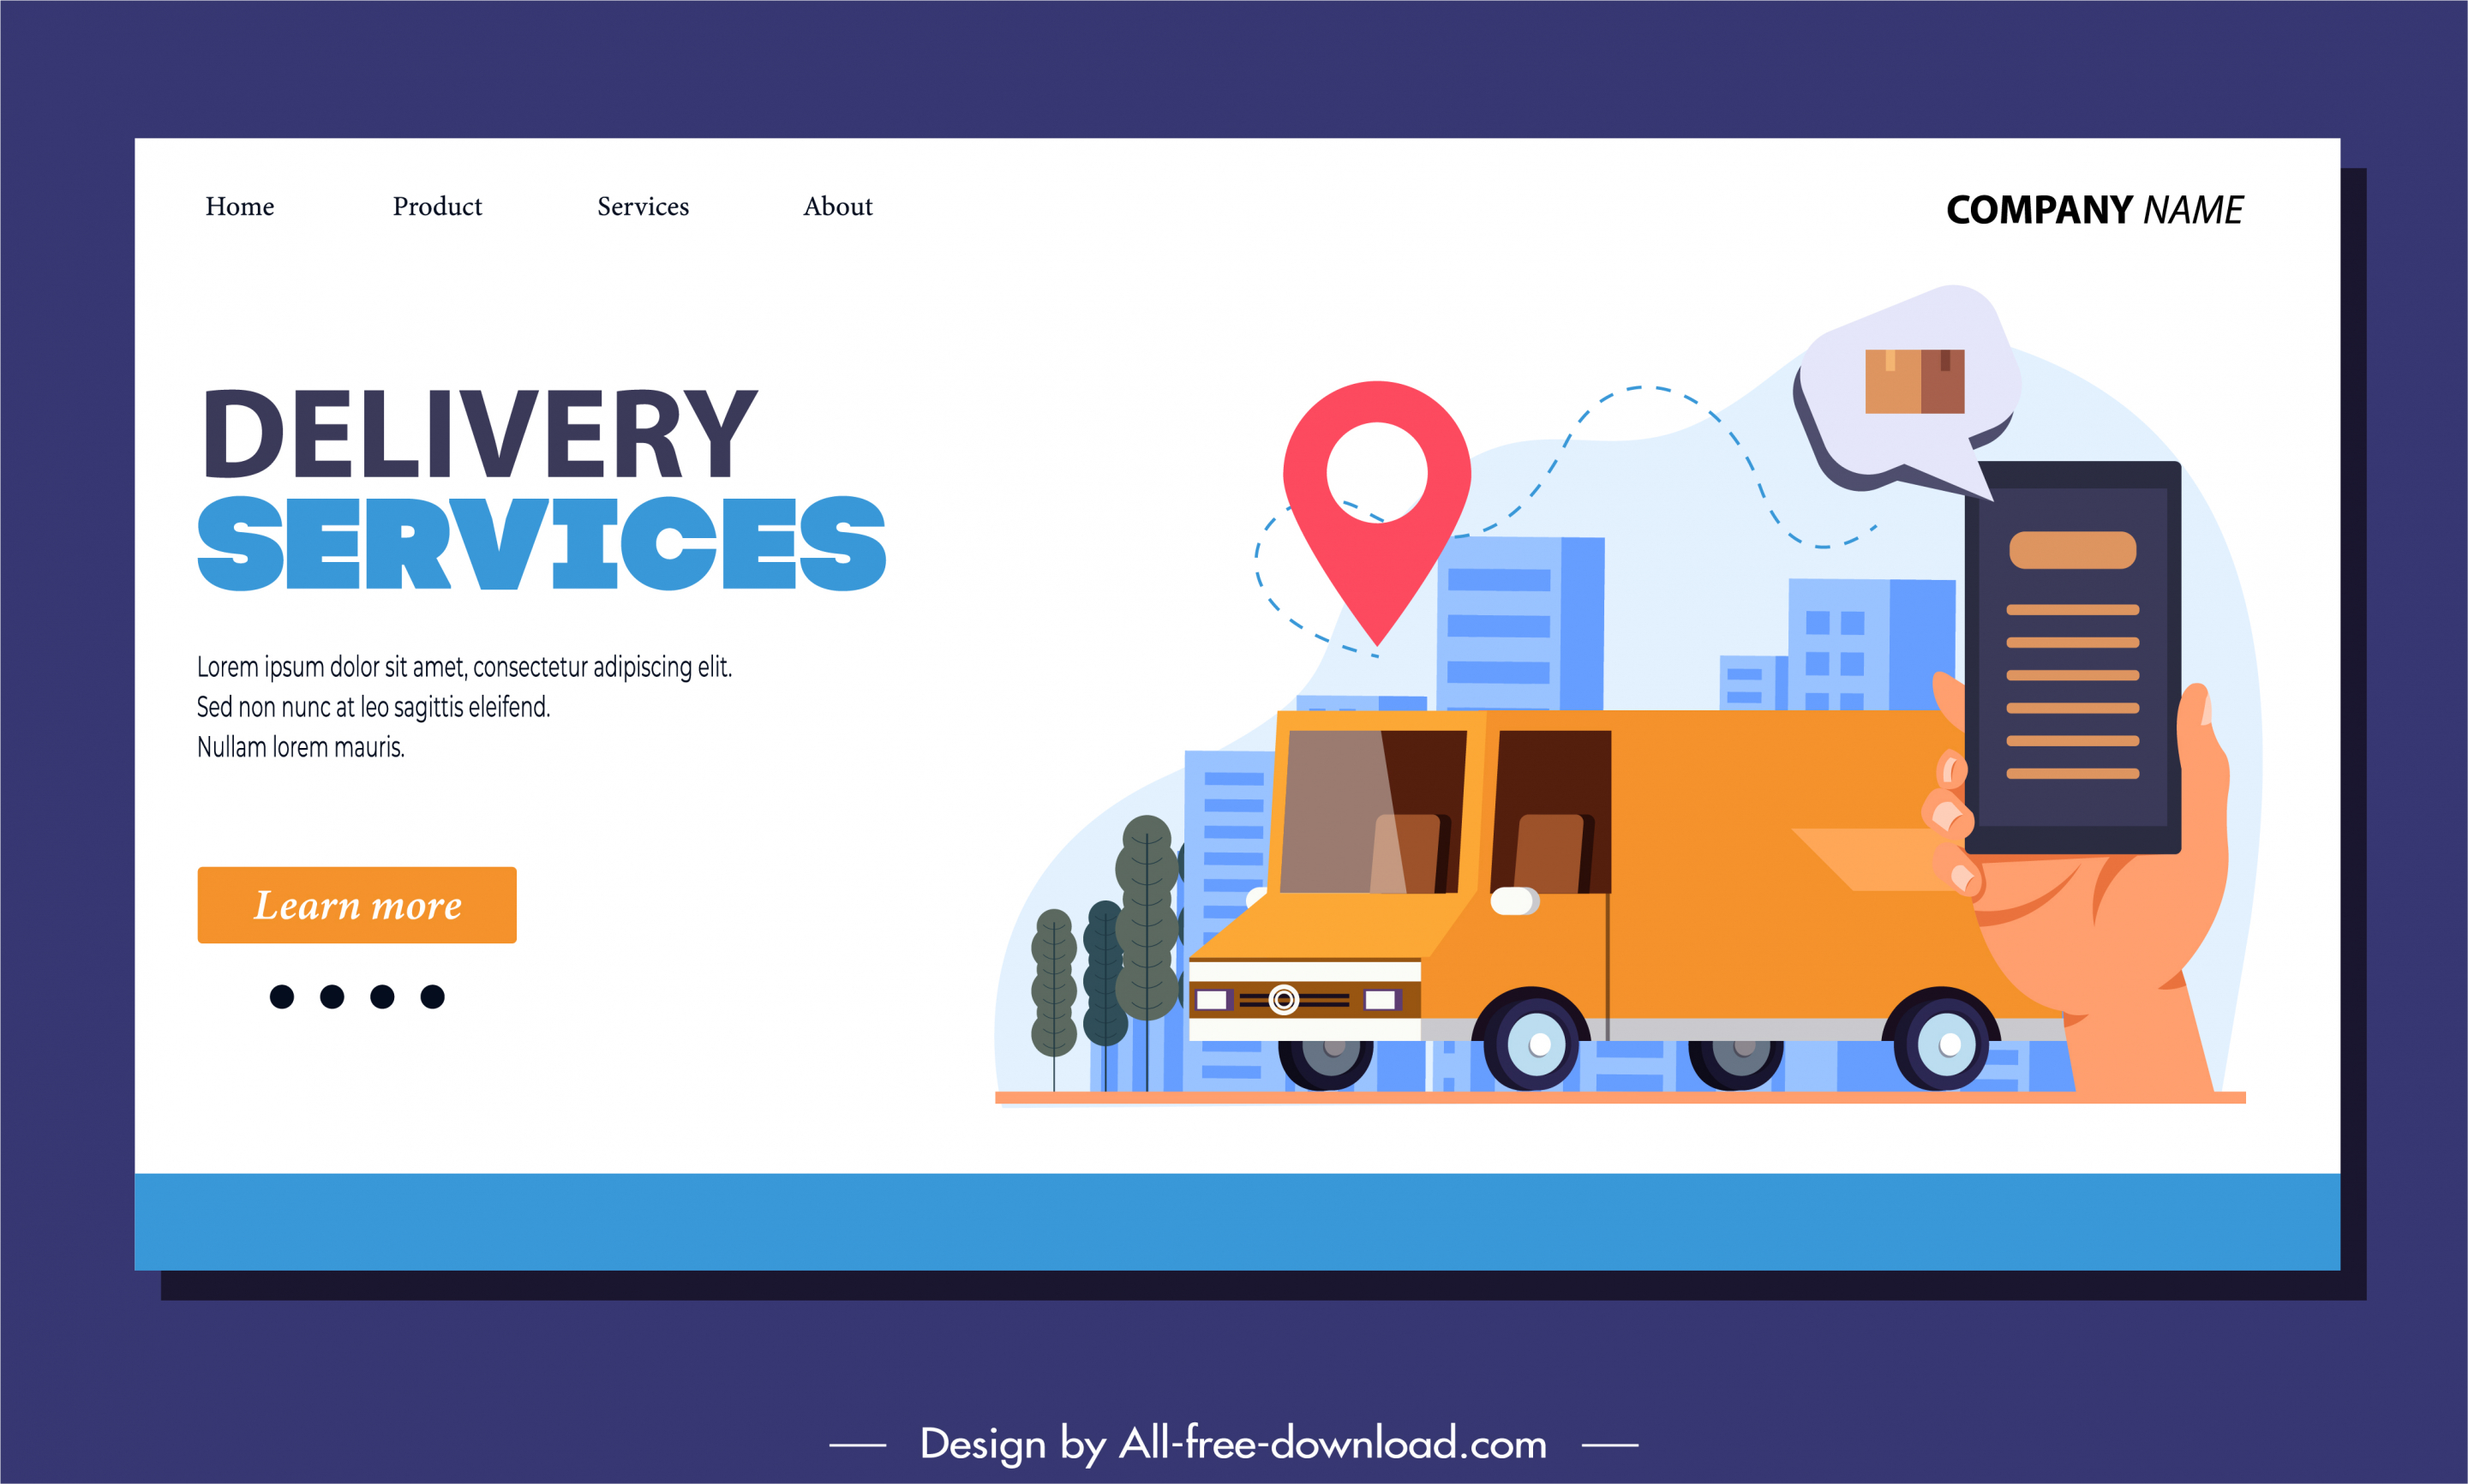 Home Product Services About
COMPANY NAME
DELIVERY
SERVICES
Lorem ipsum dolor sit amet, consectetur adipiscing elit.
Sed non nunc at leo sagittis eleifend.
Nullam lorem mauris.
Learn more
Design by All-free-download.com